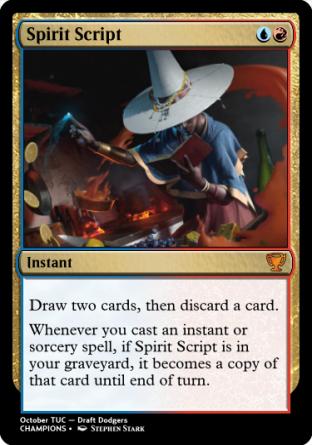 Spirit Script
Instant
Draw two cards, then discard a card.
Whenever you cast an instant or
sorcery spell, if Spirit Script is in
your graveyard, it becomes a copy of
that card until end of turn.
October TUC — Draft Dodgers
CHAMPIONS • Stephen Stark